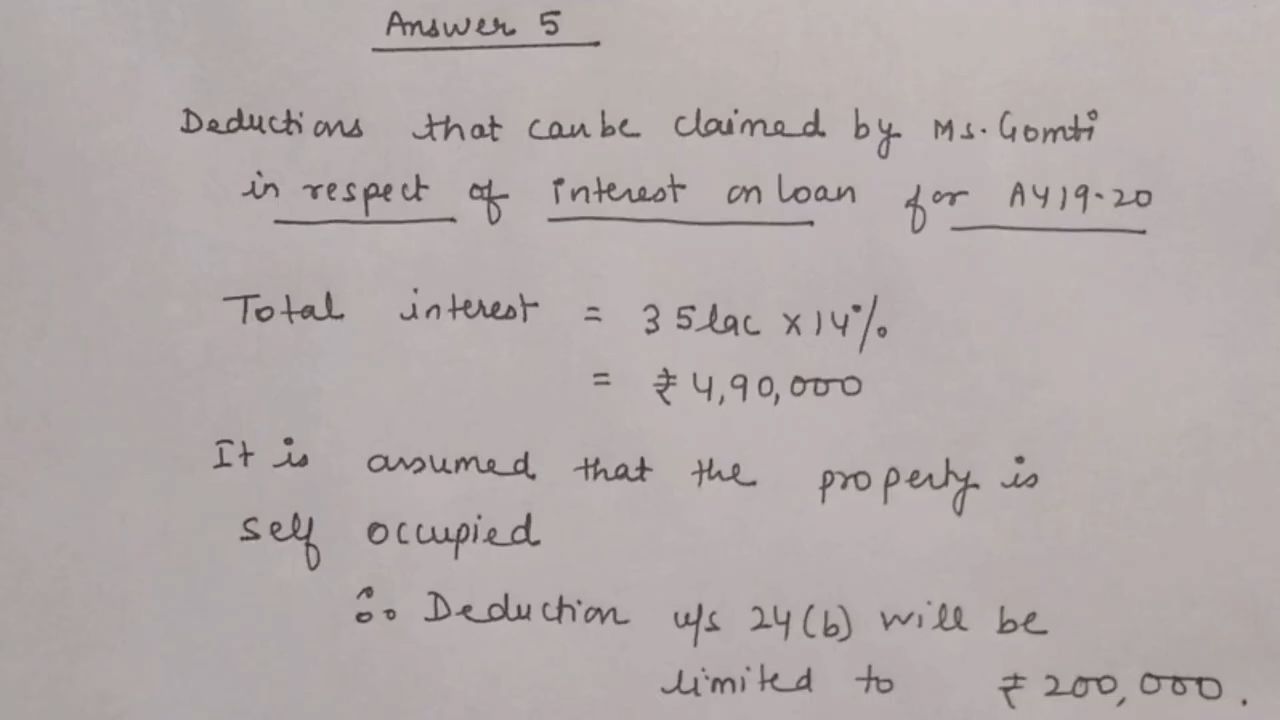 Answer 5
Deductions that can be claimed by Ms. Gomti
in respect of interest on loan for AY19-20
Total interest = 35 lac x 14%
= ₹ 4,90,000
It is assumed that the property is
self occupied
∴ Deduction u/s 24(b) will be
limited to ₹ 200,000.